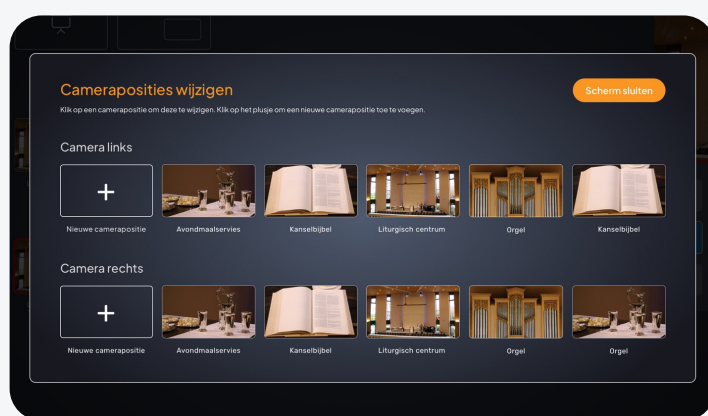 Cameraposities wijzigen
Scherm sluiten
Klik op een camerapositie om deze te wijzigen. Klik op het plusje om een nieuwe camerapositie toe te voegen.
Camera links
Nieuwe camerapositie
Avondmaalservies
Kanselbijbel
Liturgisch centrum
Orgel
Kanselbijbel
Camera rechts
Nieuwe camerapositie
Avondmaalservies
Kanselbijbel
Liturgisch centrum
Orgel
Orgel